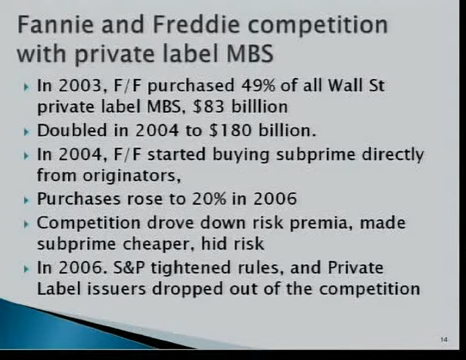 Fannie and Freddie competition
with private label MBS
In 2003, F/F purchased 49% of all Wall St
private label MBS, $83 billlion
Doubled in 2004 to $180 billion.
In 2004, F/F started buying subprime directly
from originators,
Purchases rose to 20% in 2006
Competition drove down risk premia, made
subprime cheaper, hid risk
In 2006. S&P tightened rules, and Private
Label issuers dropped out of the competition
14